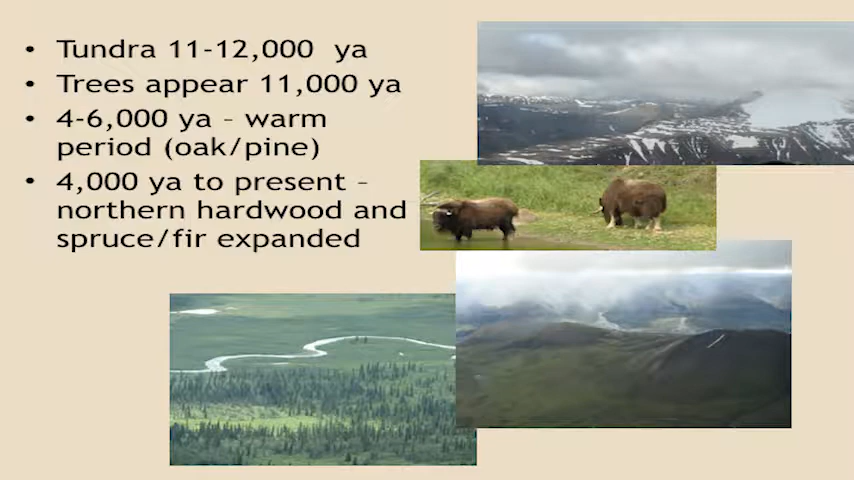 • Tundra 11-12,000 ya
• Trees appear 11,000 ya
• 4-6,000 ya – warm
period (oak/pine)
• 4,000 ya to present –
northern hardwood and
spruce/fir expanded